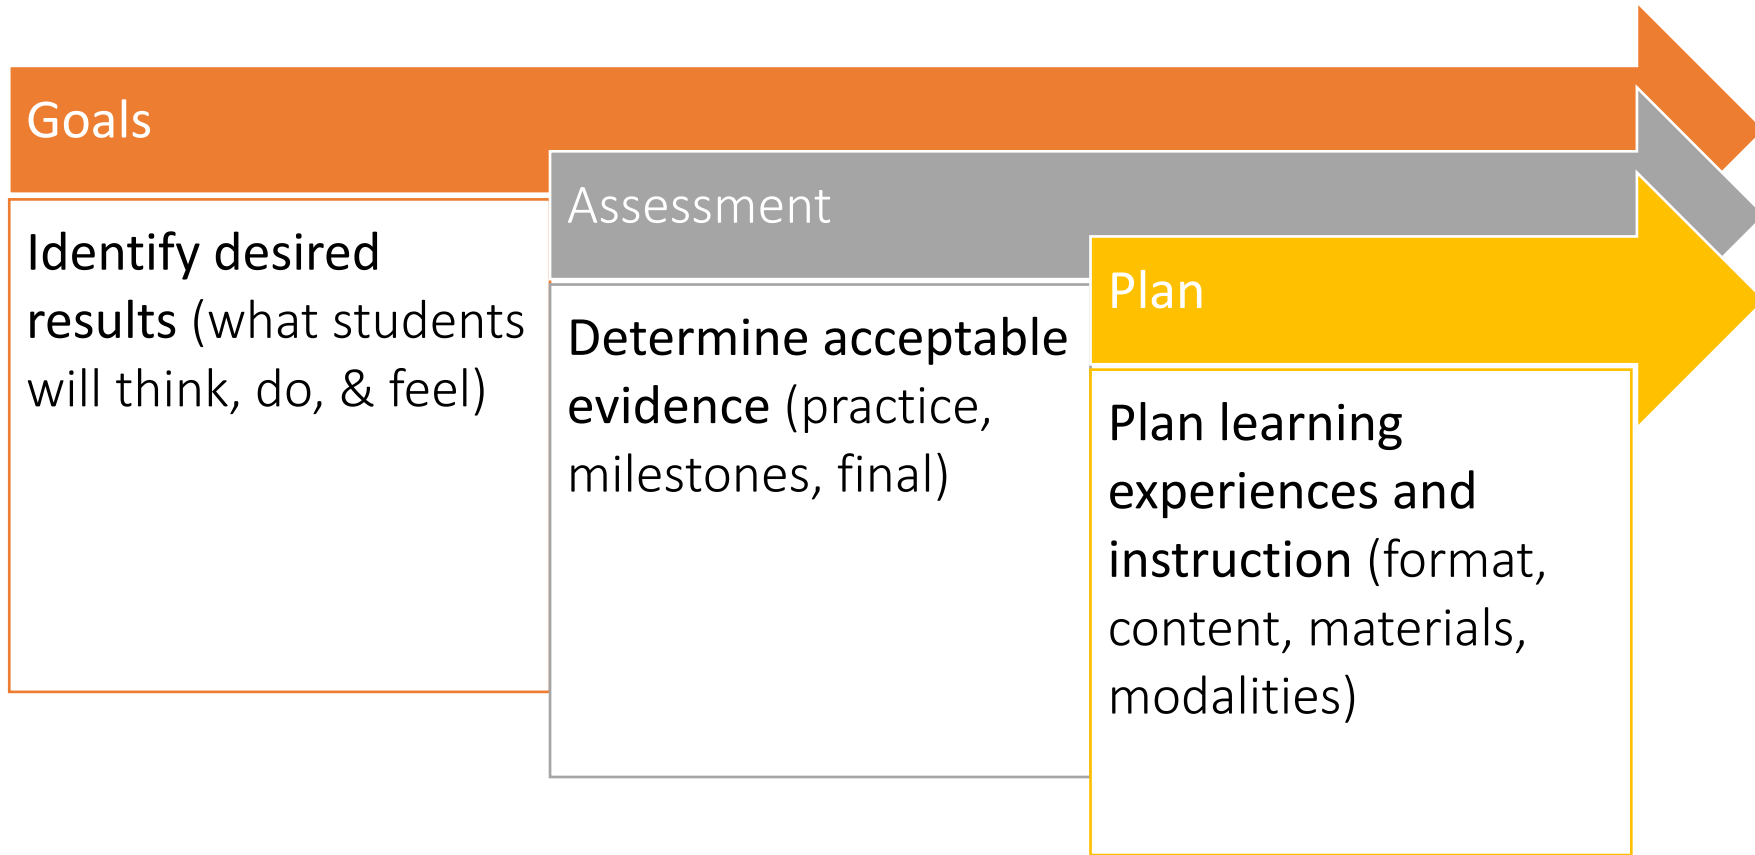 Goals
Identify desired
results (what students
will think, do, & feel)
Assessment
Determine acceptable
evidence (practice,
milestones, final)
Plan
Plan learning
experiences and
instruction (format,
content, materials,
modalities)